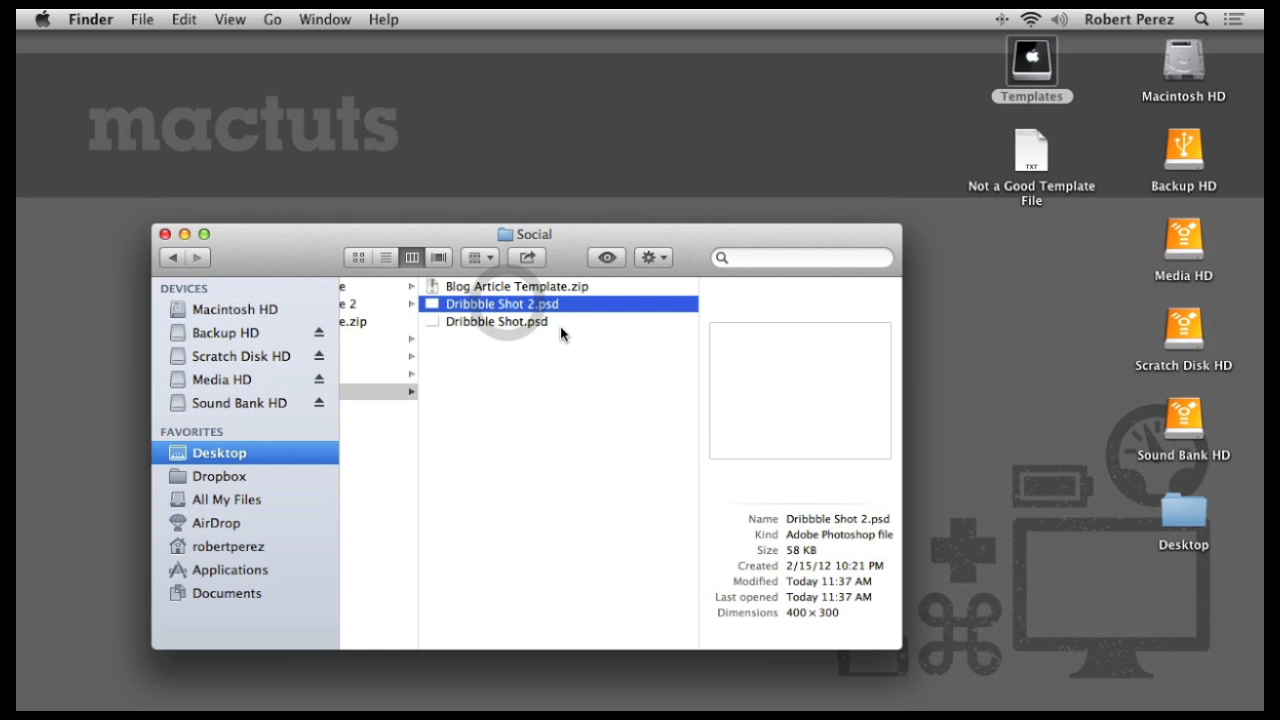 Finder File Edit View Go Window Help Robert Perez
mactuts
Templates
Macintosh HD
TXT
Not a Good Template
File
Backup HD
Media HD
Scratch Disk HD
Sound Bank HD
Desktop
Social
DEVICES
Macintosh HD
Backup HD
Scratch Disk HD
Media HD
Sound Bank HD
FAVORITES
Desktop
Dropbox
All My Files
AirDrop
robertperez
Applications
Documents
e
e 2
e.zip
Blog Article Template.zip
Dribbble Shot 2.psd
Dribbble Shot.psd
Name Dribbble Shot 2.psd
Kind Adobe Photoshop file
Size 58 KB
Created 2/15/12 10:21 PM
Modified Today 11:37 AM
Last opened Today 11:37 AM
Dimensions 400 × 300